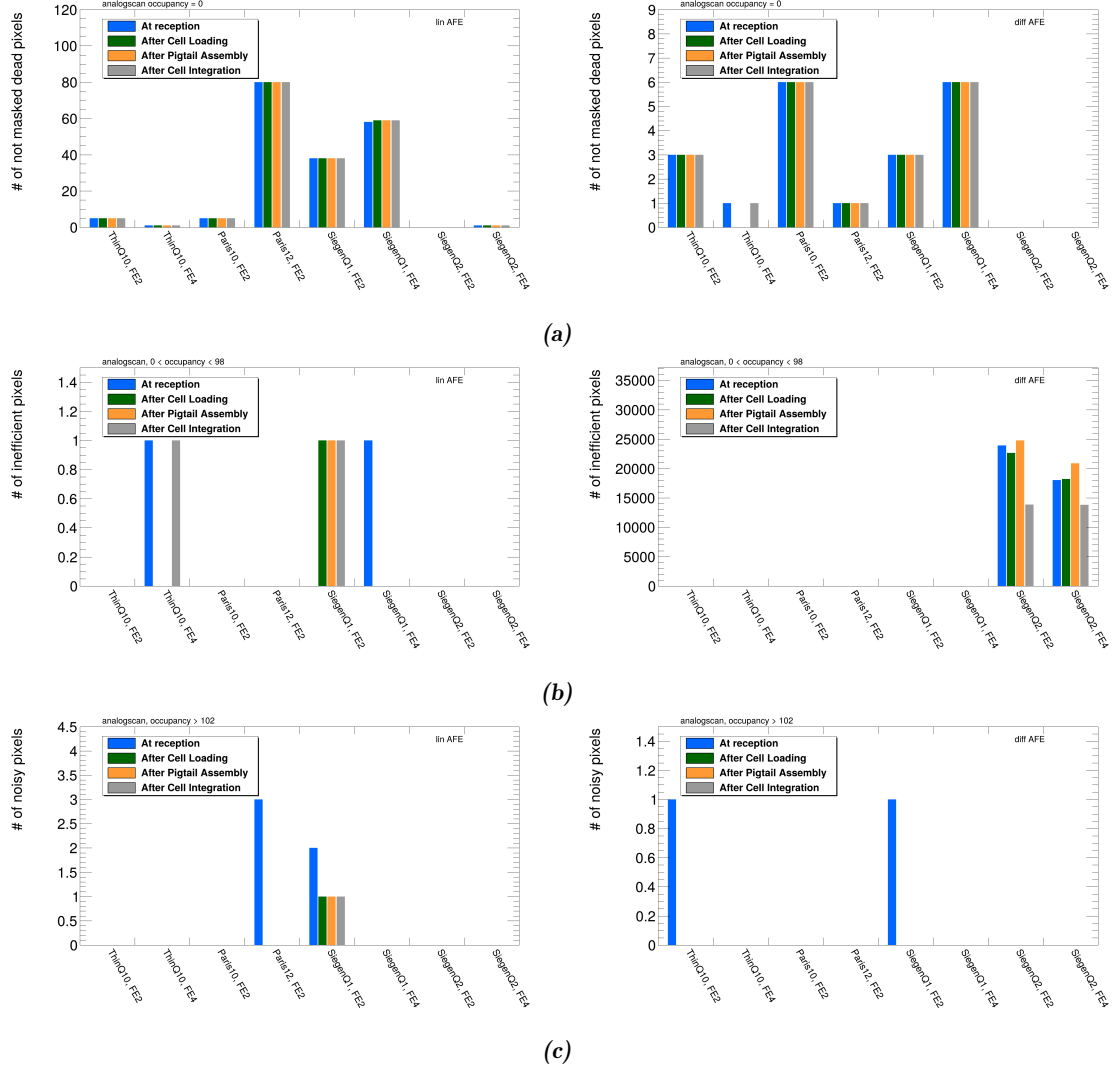 analogscan occupancy = 0
lin AFE
# of not masked dead pixels
120
100
80
60
40
20
0
At reception
After Cell Loading
After Pigtail Assembly
After Cell Integration
ThinQ10, FE2
ThinQ10, FE4
Paris10, FE2
Paris12, FE2
SiegenQ1, FE2
SiegenQ1, FE4
SiegenQ2, FE2
SiegenQ2, FE4
analogscan occupancy = 0
diff AFE
# of not masked dead pixels
9
8
7
6
5
4
3
2
1
0
At reception
After Cell Loading
After Pigtail Assembly
After Cell Integration
ThinQ10, FE2
ThinQ10, FE4
Paris10, FE2
Paris12, FE2
SiegenQ1, FE2
SiegenQ1, FE4
SiegenQ2, FE2
SiegenQ2, FE4
(a)
analogscan, 0 < occupancy < 98
lin AFE
# of inefficient pixels
1.4
1.2
1
0.8
0.6
0.4
0.2
0
At reception
After Cell Loading
After Pigtail Assembly
After Cell Integration
ThinQ10, FE2
ThinQ10, FE4
Paris10, FE2
Paris12, FE2
SiegenQ1, FE2
SiegenQ1, FE4
SiegenQ2, FE2
SiegenQ2, FE4
analogscan, 0 < occupancy < 98
diff AFE
# of inefficient pixels
35000
30000
25000
20000
15000
10000
5000
0
At reception
After Cell Loading
After Pigtail Assembly
After Cell Integration
ThinQ10, FE2
ThinQ10, FE4
Paris10, FE2
Paris12, FE2
SiegenQ1, FE2
SiegenQ1, FE4
SiegenQ2, FE2
SiegenQ2, FE4
(b)
analogscan, occupancy > 102
lin AFE
# of noisy pixels
4.5
4
3.5
3
2.5
2
1.5
1
0.5
0
At reception
After Cell Loading
After Pigtail Assembly
After Cell Integration
ThinQ10, FE2
ThinQ10, FE4
Paris10, FE2
Paris12, FE2
SiegenQ1, FE2
SiegenQ1, FE4
SiegenQ2, FE2
SiegenQ2, FE4
analogscan, occupancy > 102
diff AFE
# of noisy pixels
1.4
1.2
1
0.8
0.6
0.4
0.2
0
At reception
After Cell Loading
After Pigtail Assembly
After Cell Integration
ThinQ10, FE2
ThinQ10, FE4
Paris10, FE2
Paris12, FE2
SiegenQ1, FE2
SiegenQ1, FE4
SiegenQ2, FE2
SiegenQ2, FE4
(c)